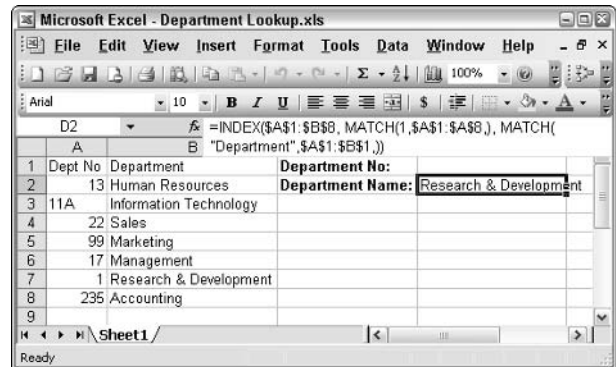 Microsoft Excel - Department Lookup.xls
File Edit View Insert Format Tools Data Window Help
Σ 100%
Arial 10 B I U $ A
D2 fx =INDEX($A$1:$B$8, MATCH(1,$A$1:$A$8,), MATCH(
"Department",$A$1:$B$1,))
A B
1 Dept No Department Department No:
2 13 Human Resources Department Name: Research & Development
3 11A Information Technology
4 22 Sales
5 99 Marketing
6 17 Management
7 1 Research & Development
8 235 Accounting
9
Sheet1
Ready